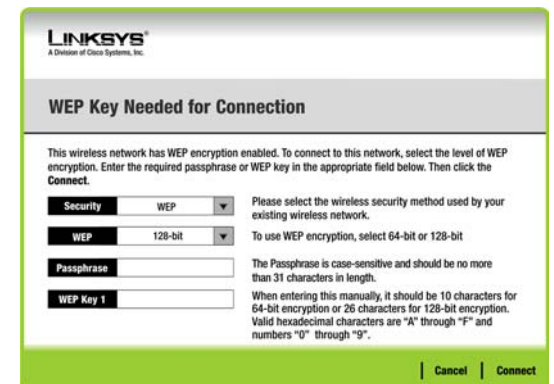 LINKSYS®
A Division of Cisco Systems, Inc.
WEP Key Needed for Connection
This wireless network has WEP encryption enabled. To connect to this network, select the level of WEP
encryption. Enter the required passphrase or WEP key in the appropriate field below. Then click the
Connect.
Security WEP
Please select the wireless security method used by your
existing wireless network.
WEP 128-bit
To use WEP encryption, select 64-bit or 128-bit
Passphrase
The Passphrase is case-sensitive and should be no more
than 31 characters in length.
WEP Key 1
When entering this manually, it should be 10 characters for
64-bit encryption or 26 characters for 128-bit encryption.
Valid hexadecimal characters are "A" through "F" and
numbers "0" through "9".
Cancel Connect